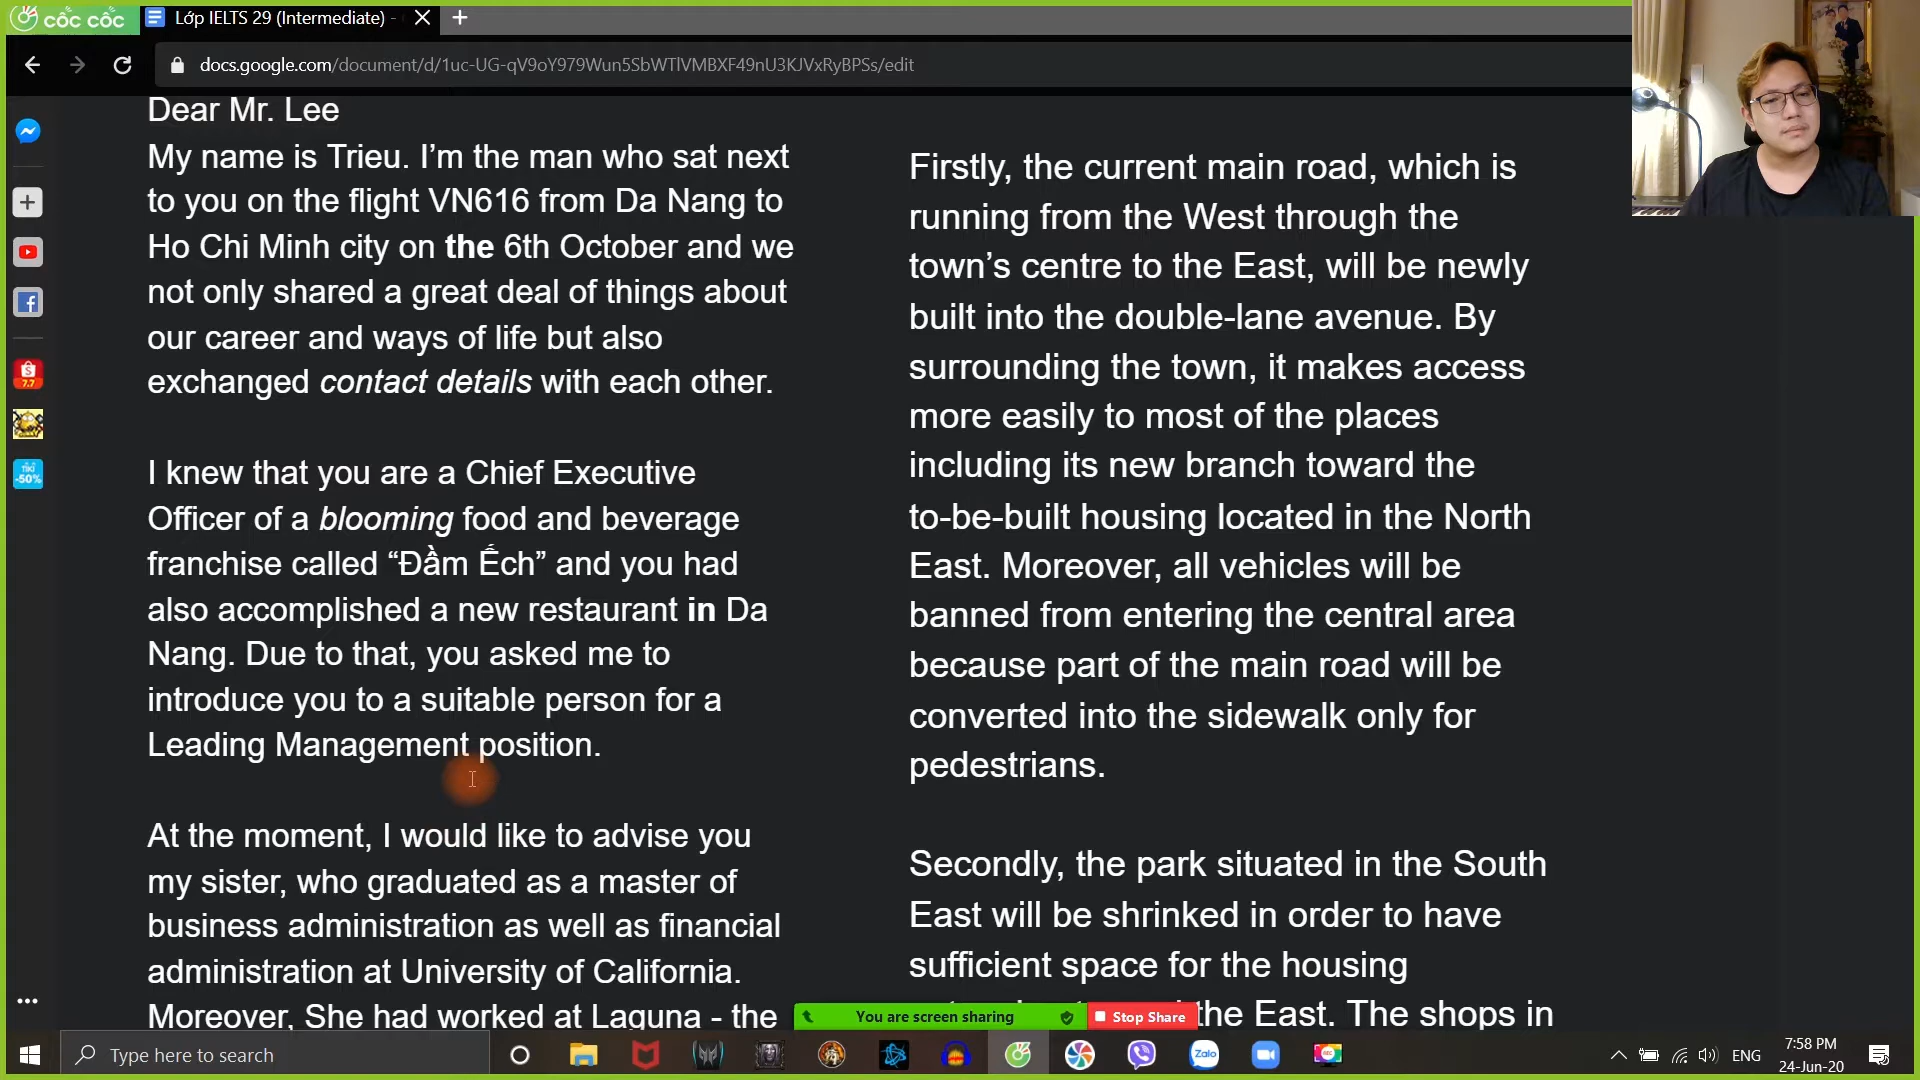 cốc cốc
Lớp IELTS 29 (Intermediate) -
docs.google.com/document/d/1uc-UG-qV9oY979Wun5SbWTlVMBXF49nU3KJVxRyBPSs/edit
Dear Mr. Lee
My name is Trieu. I’m the man who sat next
to you on the flight VN616 from Da Nang to
Ho Chi Minh city on the 6th October and we
not only shared a great deal of things about
our career and ways of life but also
exchanged contact details with each other.
I knew that you are a Chief Executive
Officer of a blooming food and beverage
franchise called “Đầm Ếch” and you had
also accomplished a new restaurant in Da
Nang. Due to that, you asked me to
introduce you to a suitable person for a
Leading Management position.
At the moment, I would like to advise you
my sister, who graduated as a master of
business administration as well as financial
administration at University of California.
Moreover, She had worked at Laguna - the
Firstly, the current main road, which is
running from the West through the
town’s centre to the East, will be newly
built into the double-lane avenue. By
surrounding the town, it makes access
more easily to most of the places
including its new branch toward the
to-be-built housing located in the North
East. Moreover, all vehicles will be
banned from entering the central area
because part of the main road will be
converted into the sidewalk only for
pedestrians.
Secondly, the park situated in the South
East will be shrinked in order to have
sufficient space for the housing
the East. The shops in
7.7
TIKI
-50%
You are screen sharing
Stop Share
Type here to search
Zalo
ENG
7:58 PM
24-Jun-20